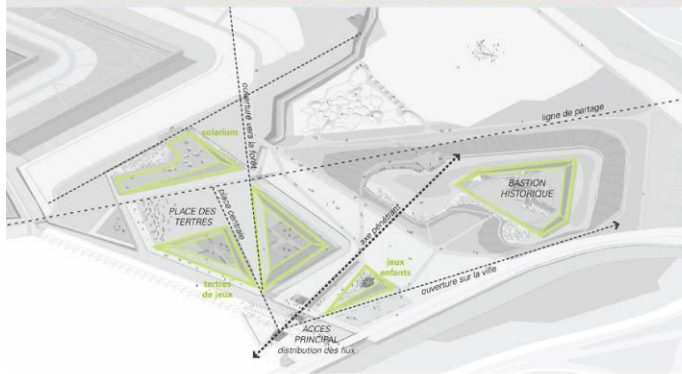 solarium
ouverture vers la forêt
ligne de partage
PLACE DES
TERTRES
place centrale
axe pénétrant
BASTION
HISTORIQUE
tertres
de jeux
jeux
enfants
ouverture sur la ville
ACCES
PRINCIPAL
distribution des flux